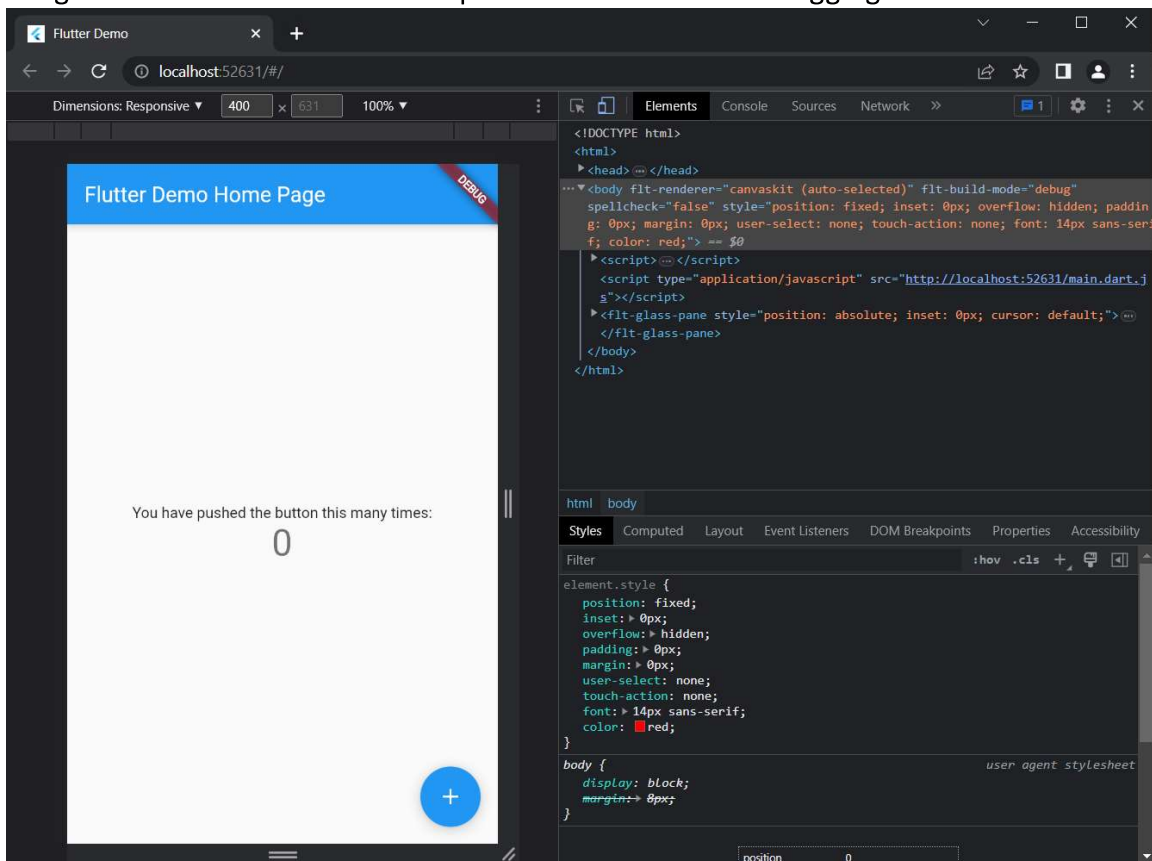 Flutter Demo
localhost:52631/#/
Dimensions: Responsive ▼ 400 × 631 100% ▼
Elements Console Sources Network » 1
Flutter Demo Home Page
DEBUG
You have pushed the button this many times:
0
+
<!DOCTYPE html>
<html>
▶<head>…</head>
…▼<body flt-renderer="canvaskit (auto-selected)" flt-build-mode="debug"
spellcheck="false" style="position: fixed; inset: 0px; overflow: hidden; paddin
g: 0px; margin: 0px; user-select: none; touch-action: none; font: 14px sans-seri
f; color: red;"> == $0
▶<script>…</script>
<script type="application/javascript" src="http://localhost:52631/main.dart.j
s"></script>
▶<flt-glass-pane style="position: absolute; inset: 0px; cursor: default;">…
</flt-glass-pane>
</body>
</html>
html body
Styles Computed Layout Event Listeners DOM Breakpoints Properties Accessibility
Filter :hov .cls +
element.style {
position: fixed;
inset:▶ 0px;
overflow:▶ hidden;
padding:▶ 0px;
margin:▶ 0px;
user-select: none;
touch-action: none;
font:▶ 14px sans-serif;
color: red;
}
body { user agent stylesheet
display: block;
margin:▶ 8px;
}
position 0